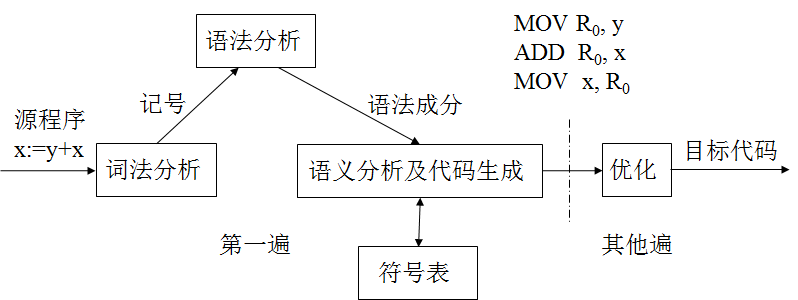 语法分析
MOV R0, y
ADD R0, x
MOV x, R0
记号
语法成分
源程序
x:=y+x
词法分析
语义分析及代码生成
优化
目标代码
第一遍
其他遍
符号表